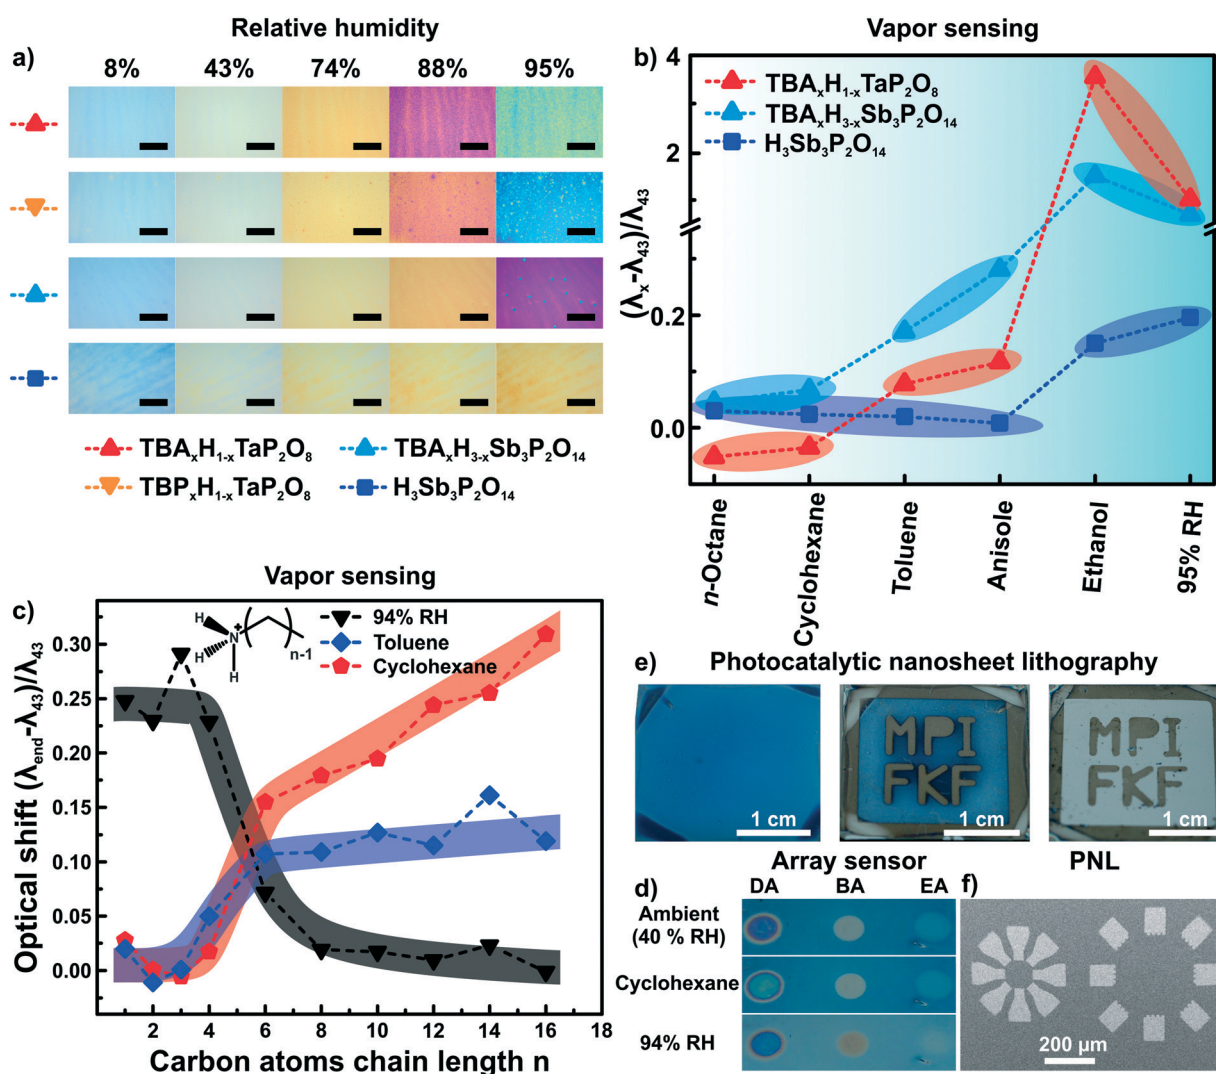 a)
Relative humidity
8% 43% 74% 88% 95%
TBAₓH₁₋ₓTaP₂O₈
TBAₓH₃₋ₓSb₃P₂O₁₄
TBPₓH₁₋ₓTaP₂O₈
H₃Sb₃P₂O₁₄
b)
Vapor sensing
TBAₓH₁₋ₓTaP₂O₈
TBAₓH₃₋ₓSb₃P₂O₁₄
H₃Sb₃P₂O₁₄
(λₓ-λ₄₃)/λ₄₃
4
2
0.2
0.0
n-Octane
Cyclohexane
Toluene
Anisole
Ethanol
95% RH
c)
Vapor sensing
H
H
N
+
H
n-1
94% RH
Toluene
Cyclohexane
Optical shift (λend-λ₄₃)/λ₄₃
0.30
0.25
0.20
0.15
0.10
0.05
0.00
2 4 6 8 10 12 14 16 18
Carbon atoms chain length n
e)
Photocatalytic nanosheet lithography
1 cm
MPI
FKF
1 cm
MPI
FKF
1 cm
d)
Array sensor
DA BA EA
Ambient
(40 % RH)
Cyclohexane
94% RH
f)
PNL
200 µm